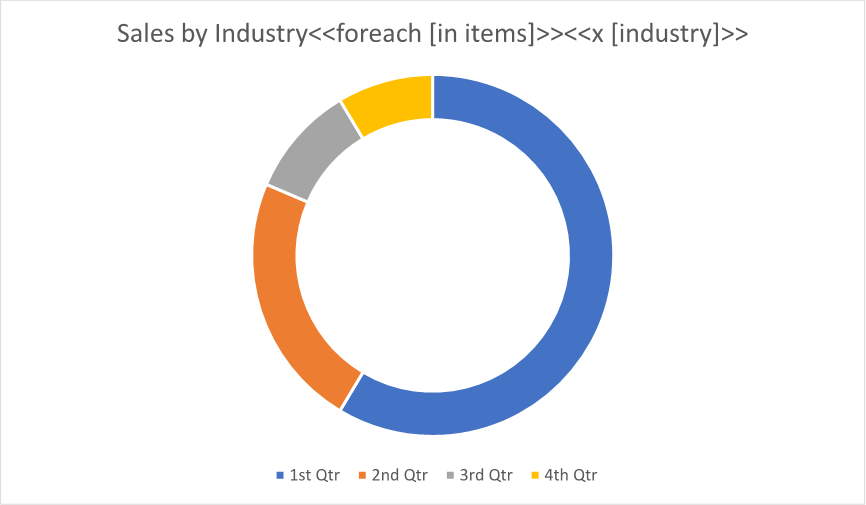 Sales by Industry<<foreach [in items]>><<x [industry]>>
1st Qtr 2nd Qtr 3rd Qtr 4th Qtr